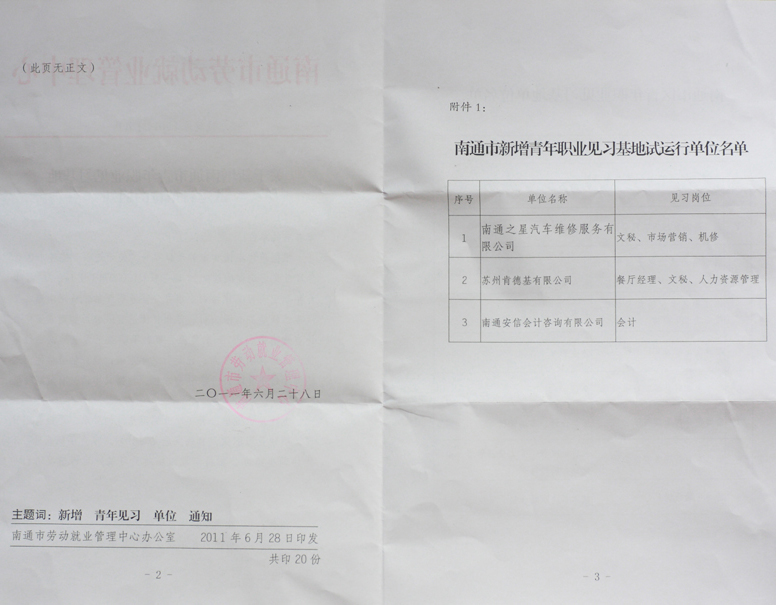 （此页无正文）
二〇一一年六月二十八日
主题词：新增 青年见习 单位 通知
南通市劳动就业管理中心办公室 2011年6月28日印发
共印20份
- 2 -
附件1：
南通市新增青年职业见习基地试运行单位名单
序号 单位名称 见习岗位
1 南通之星汽车维修服务有限公司 文秘、市场营销、机修
2 苏州肯德基有限公司 餐厅经理、文秘、人力资源管理
3 南通安信会计咨询有限公司 会计
- 3 -